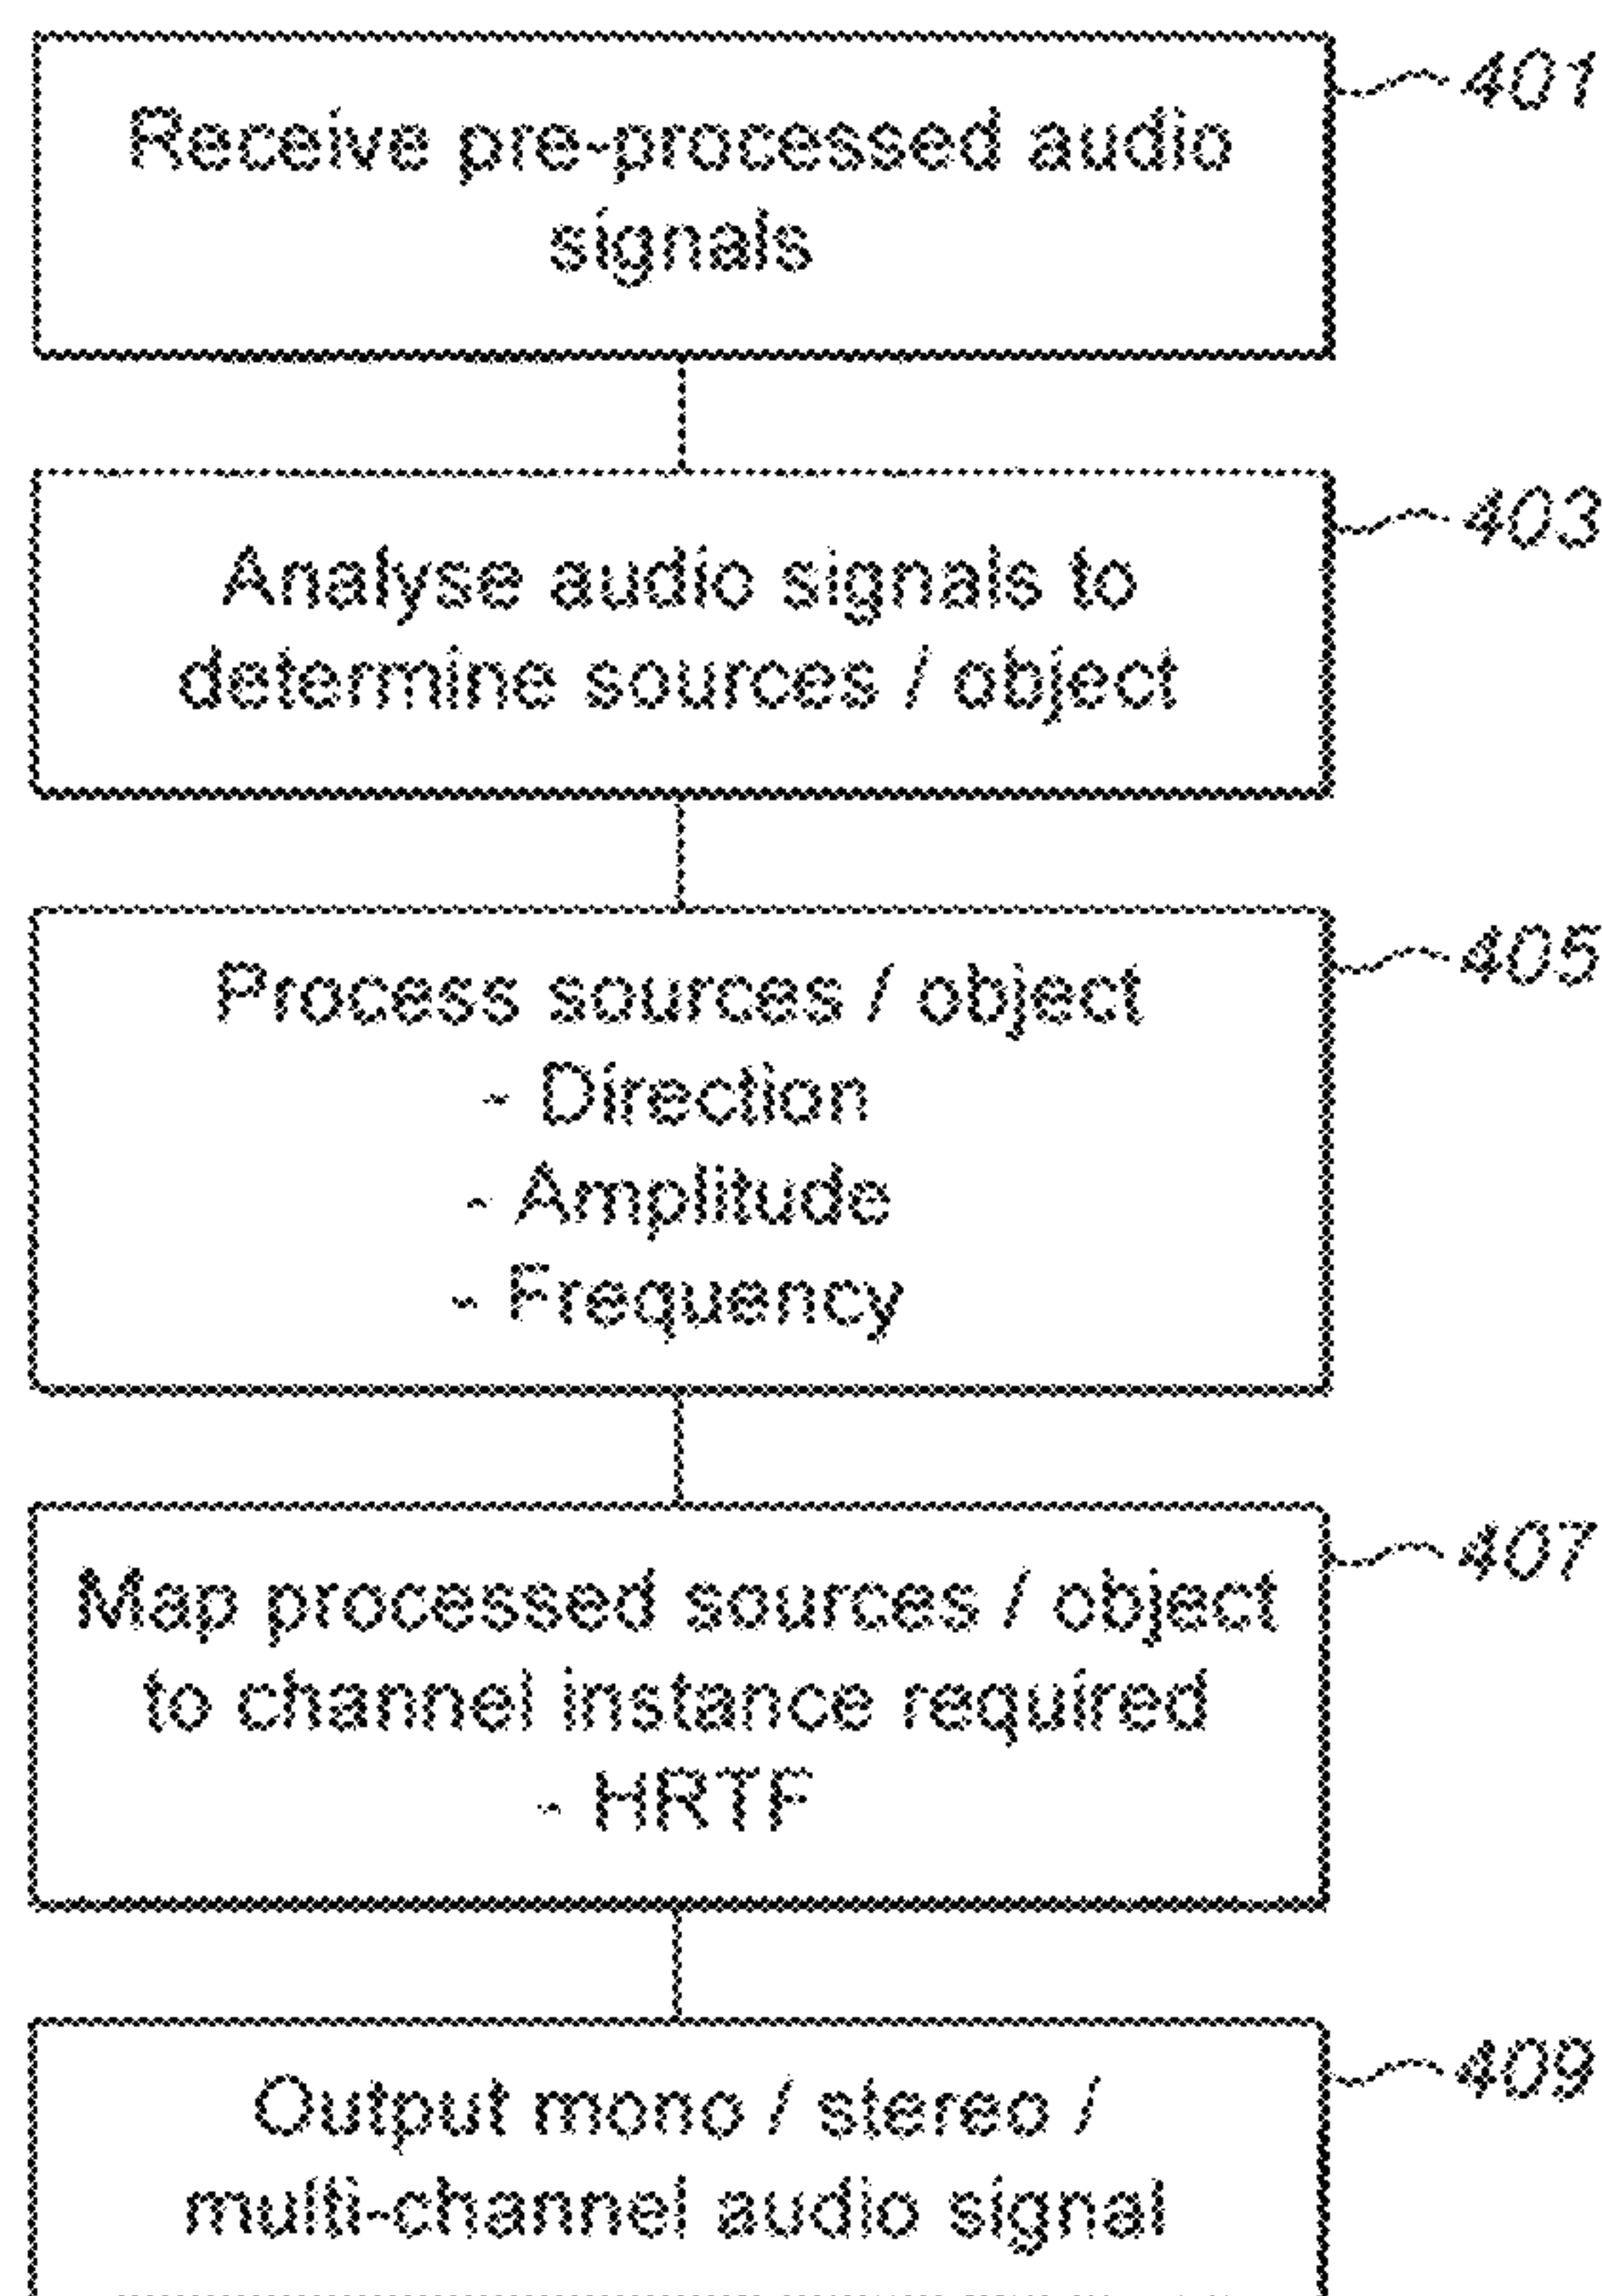 401
Receive pre-processed audio
signals
403
Analyse audio signals to
determine sources / object
405
Process sources / object
- Direction
- Amplitude
- Frequency
407
Map processed sources / object
to channel instance required
- HRTF
409
Output mono / stereo /
multi-channel audio signal